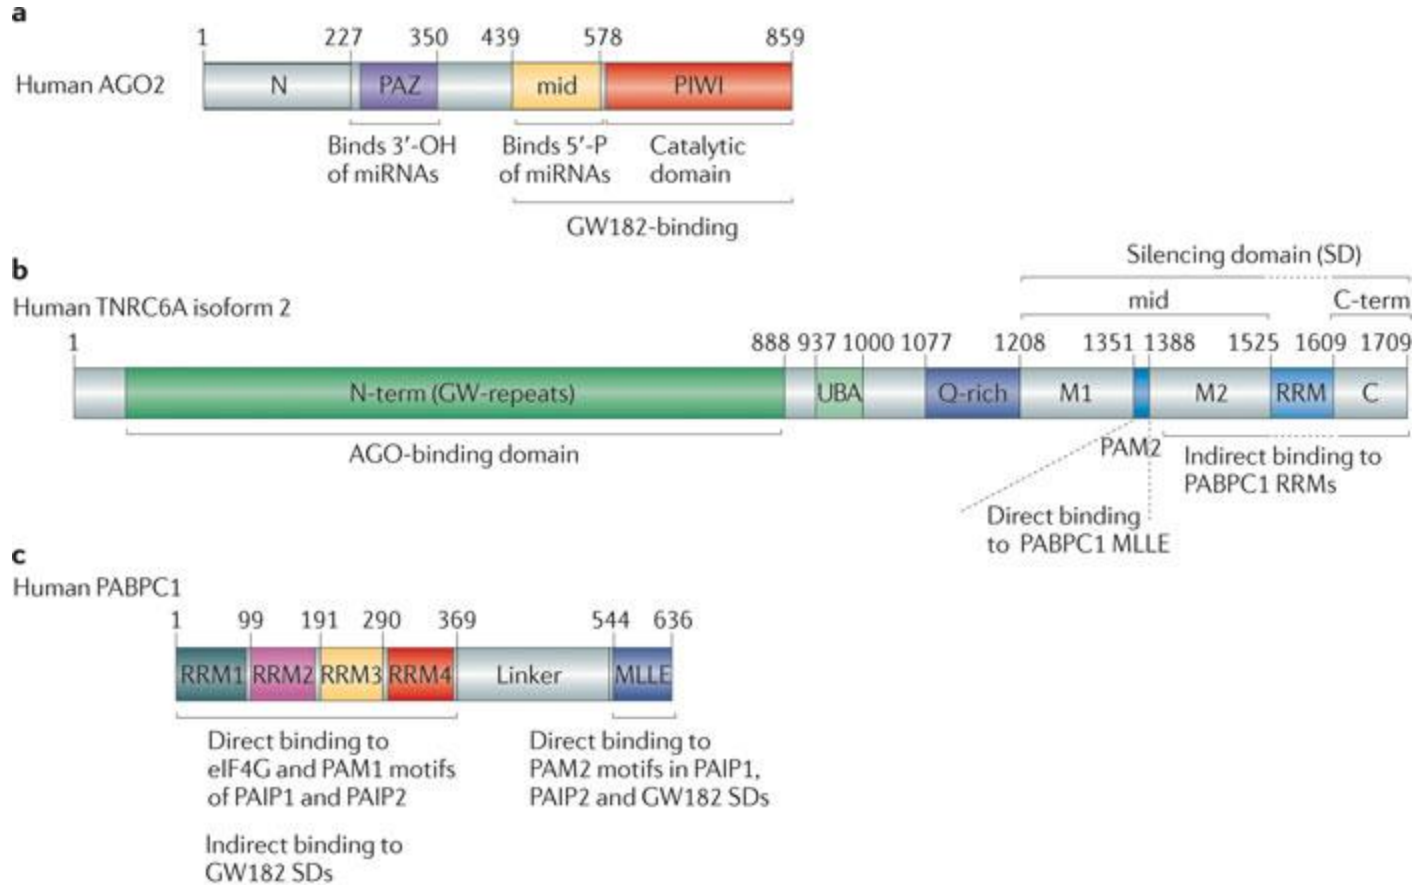 a
1 227 350 439 578 859
Human AGO2 N PAZ mid PIWI
Binds 3′-OH Binds 5′-P Catalytic
of miRNAs of miRNAs domain
GW182-binding
Silencing domain (SD)
b
Human TNRC6A isoform 2 mid C-term
1 888 937 1000 1077 1208 1351 1388 1525 1609 1709
N-term (GW-repeats) UBA Q-rich M1 M2 RRM C
AGO-binding domain PAM2 Indirect binding to
PABPC1 RRMs
Direct binding
to PABPC1 MLLE
c
Human PABPC1
1 99 191 290 369 544 636
RRM1 RRM2 RRM3 RRM4 Linker MLLE
Direct binding to Direct binding to
eIF4G and PAM1 motifs PAM2 motifs in PAIP1,
of PAIP1 and PAIP2 PAIP2 and GW182 SDs
Indirect binding to
GW182 SDs